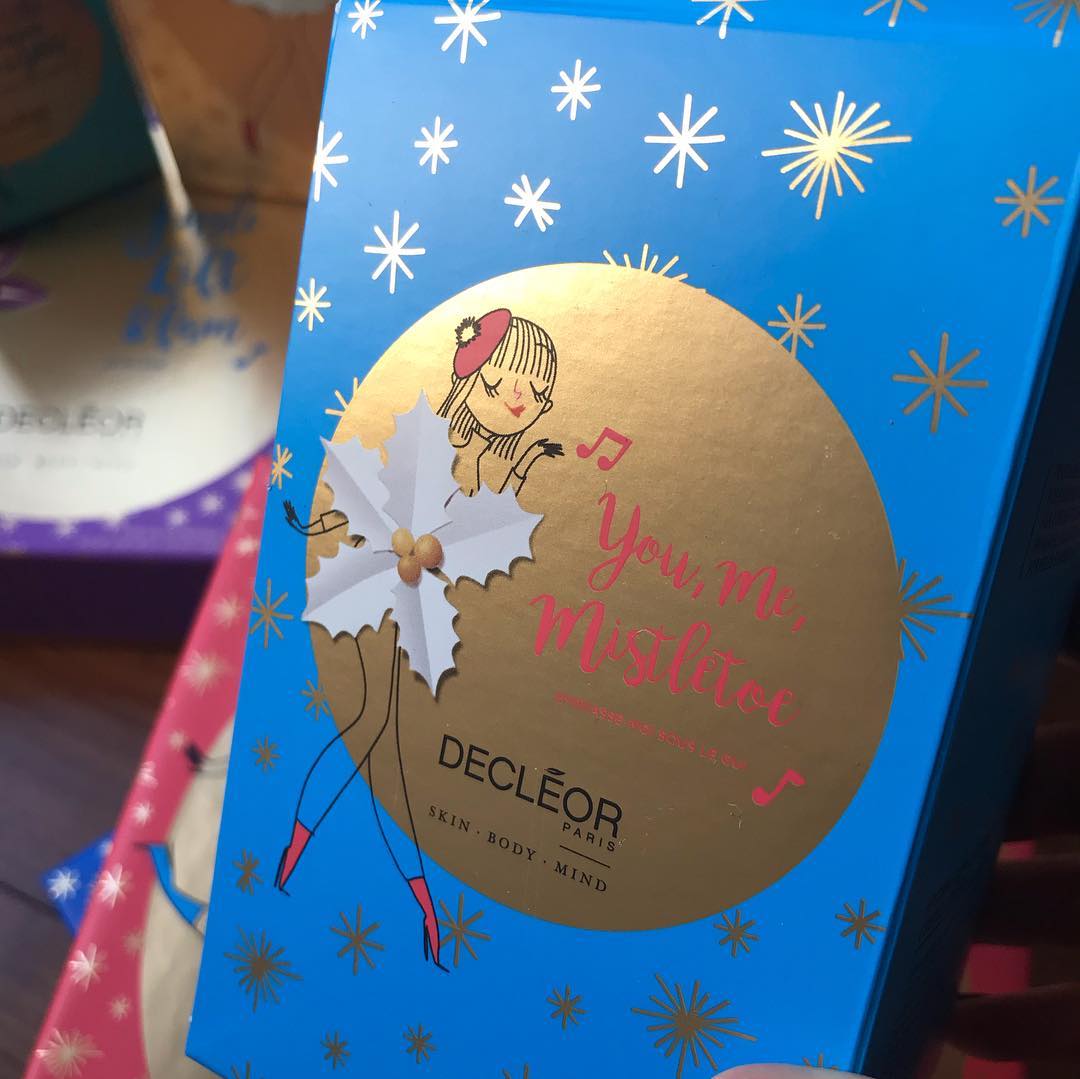 You, me,
Mistletoe
EMBRASSE-MOI SOUS LE GUI
DECLÉOR
PARIS
SKIN · BODY · MIND
DECLÉOR